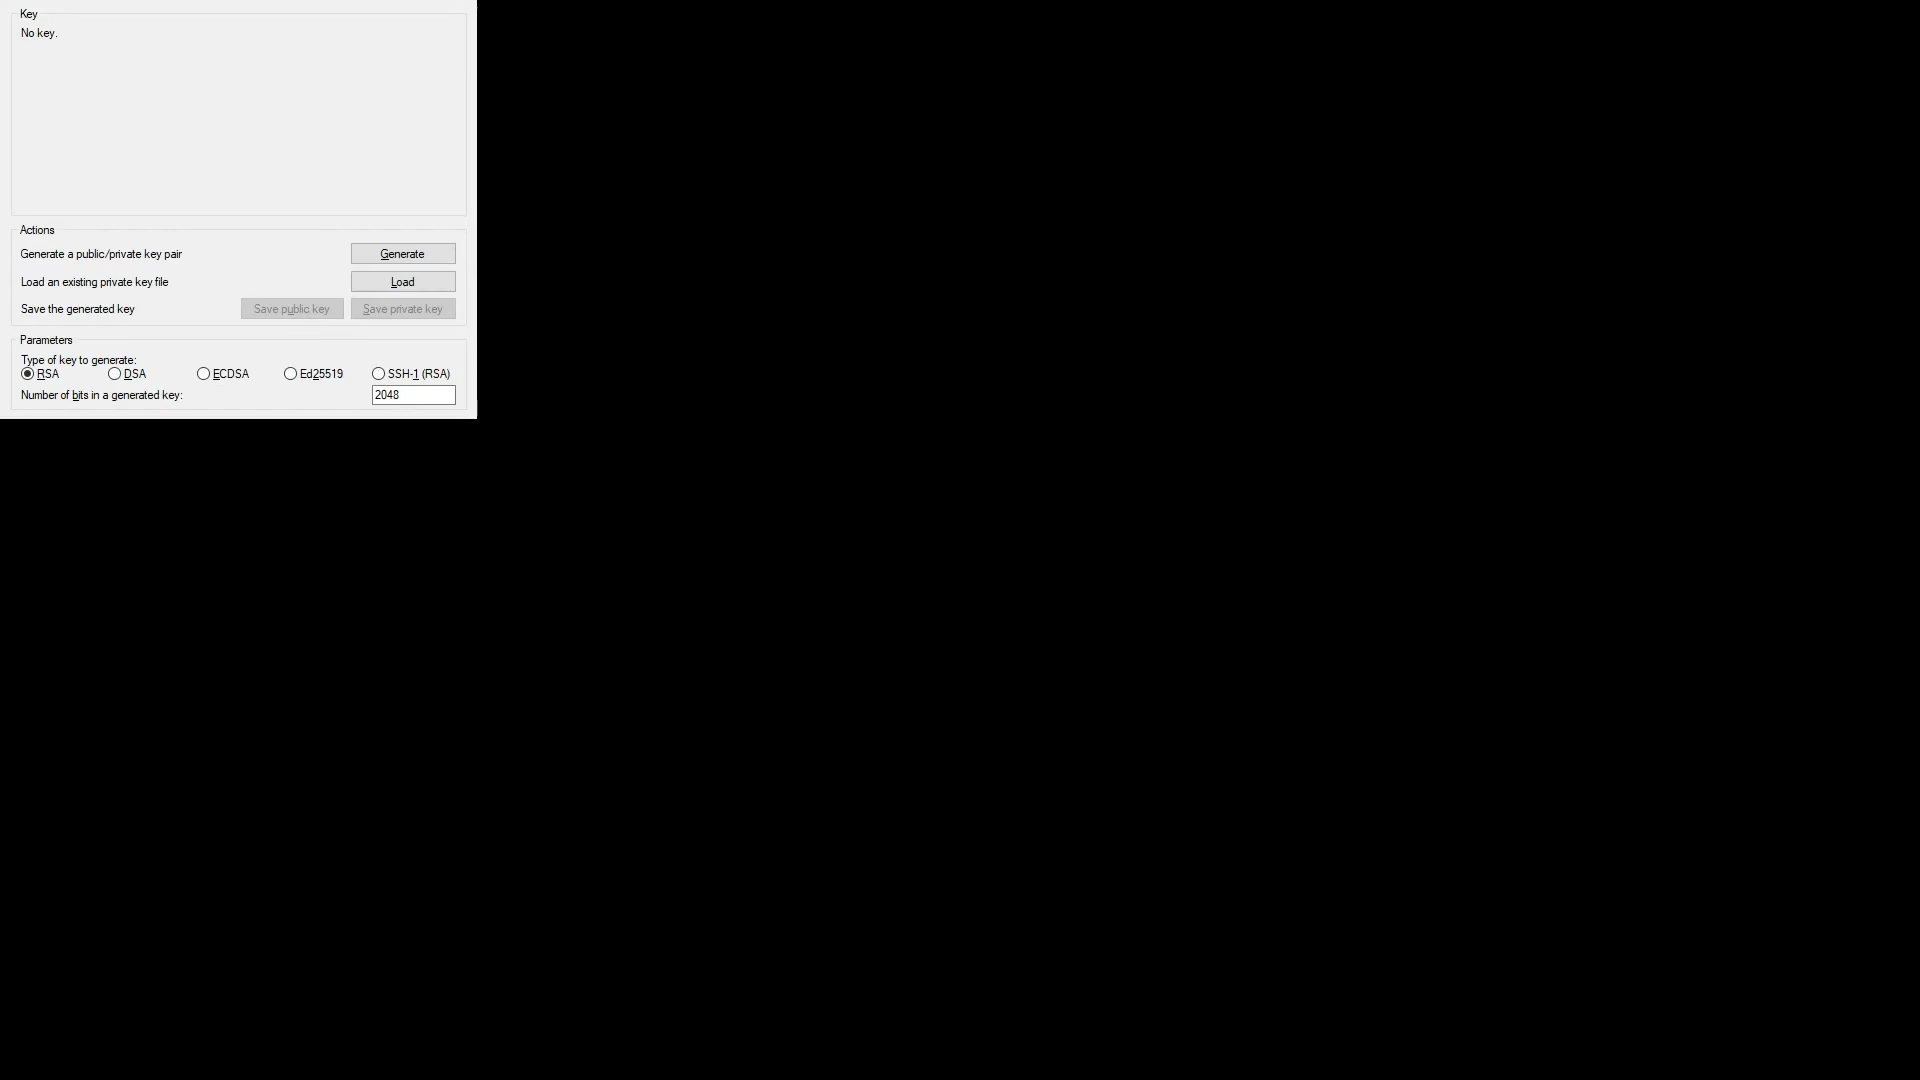 Key
No key.
Actions
Generate a public/private key pair
Generate
Load an existing private key file
Load
Save the generated key
Save public key
Save private key
Parameters
Type of key to generate:
RSA
DSA
ECDSA
Ed25519
SSH-1 (RSA)
Number of bits in a generated key:
2048